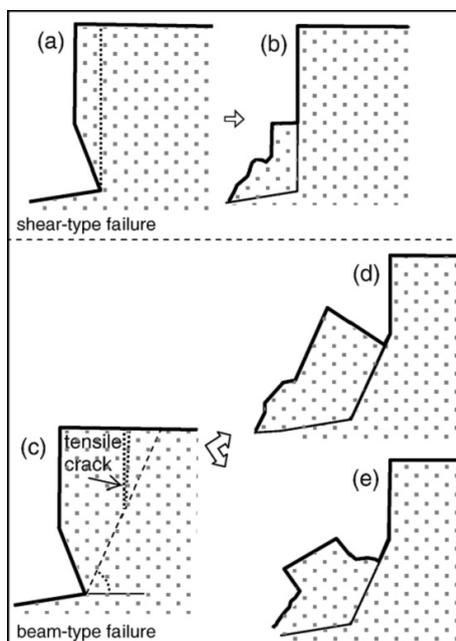 (a)
(b)
shear-type failure
(d)
(c)
tensile
crack
(e)
beam-type failure